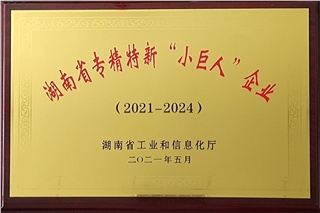 湖南省专精特新“小巨人”企业
(2021-2024)
湖南省工业和信息化厅
二〇二一年五月